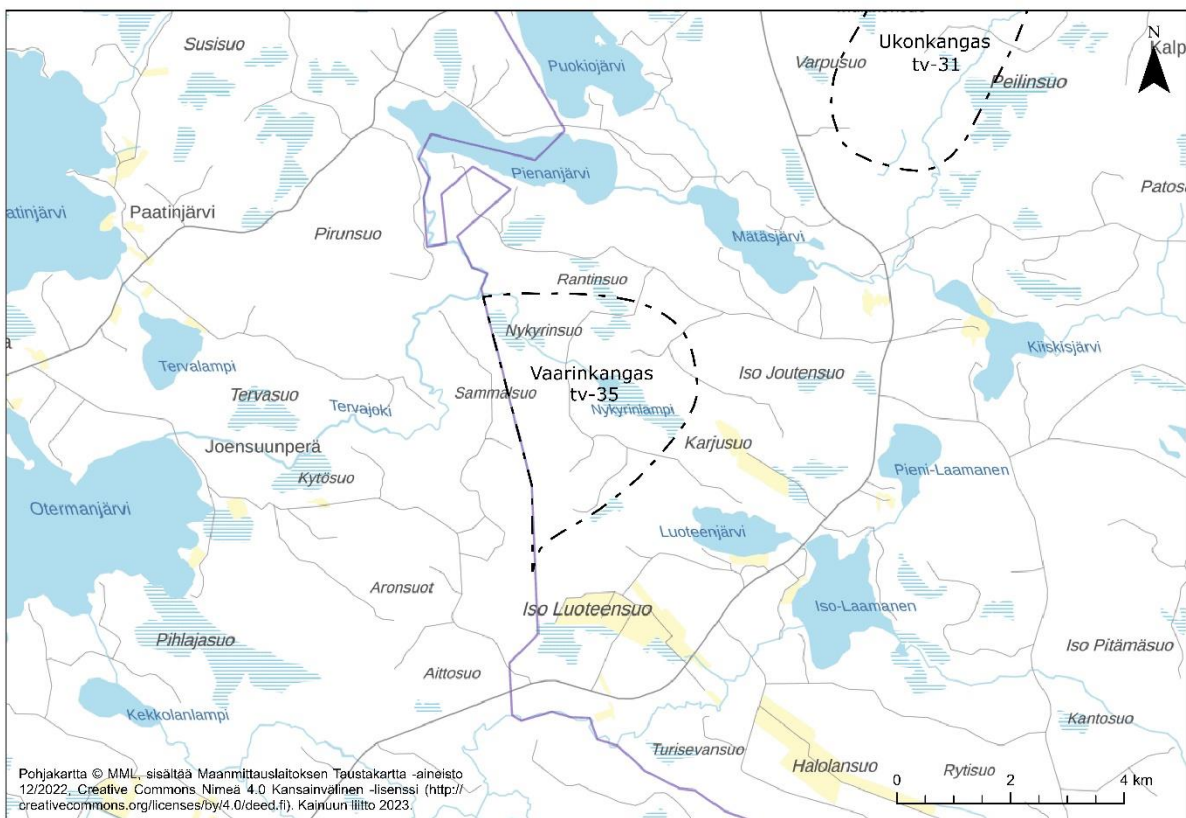 Susisuo
Puokiojärvi
Varpusuo
Ukonkangas
tv-31
Peilinsuo
N
Kalp
Pienanjärvi
Patoso
atinjärvi
Paatinjärvi
Pirunsuo
Mätäsjärvi
Rantinsuo
Nykyrinsuo
Kiiskisjärvi
Tervalampi
Vaarinkangas
tv-35
Iso Joutensuo
Tervasuo
Sammalsuo
Tervajoki
Nykyrinlampi
Karjusuo
Joensuunperä
Kytösuo
Pieni-Laamanen
Otermanjärvi
Luoteenjärvi
Aronsuot
Iso Luoteensuo
Iso-Laamanen
Pihlajasuo
Iso Pitämäsuo
Aittosuo
Kekkolanlampi
Kantosuo
Turisevansuo
Halolansuo
Rytisuo
Pohjakartta © MML, sisältää Maanmittauslaitoksen Taustakartta -aineisto
12/2022, Creative Commons Nimeä 4.0 Kansainvälinen -lisenssi (http://
creativecommons.org/licenses/by/4.0/deed.fi). Kainuun liitto 2023.
0 2 4 km